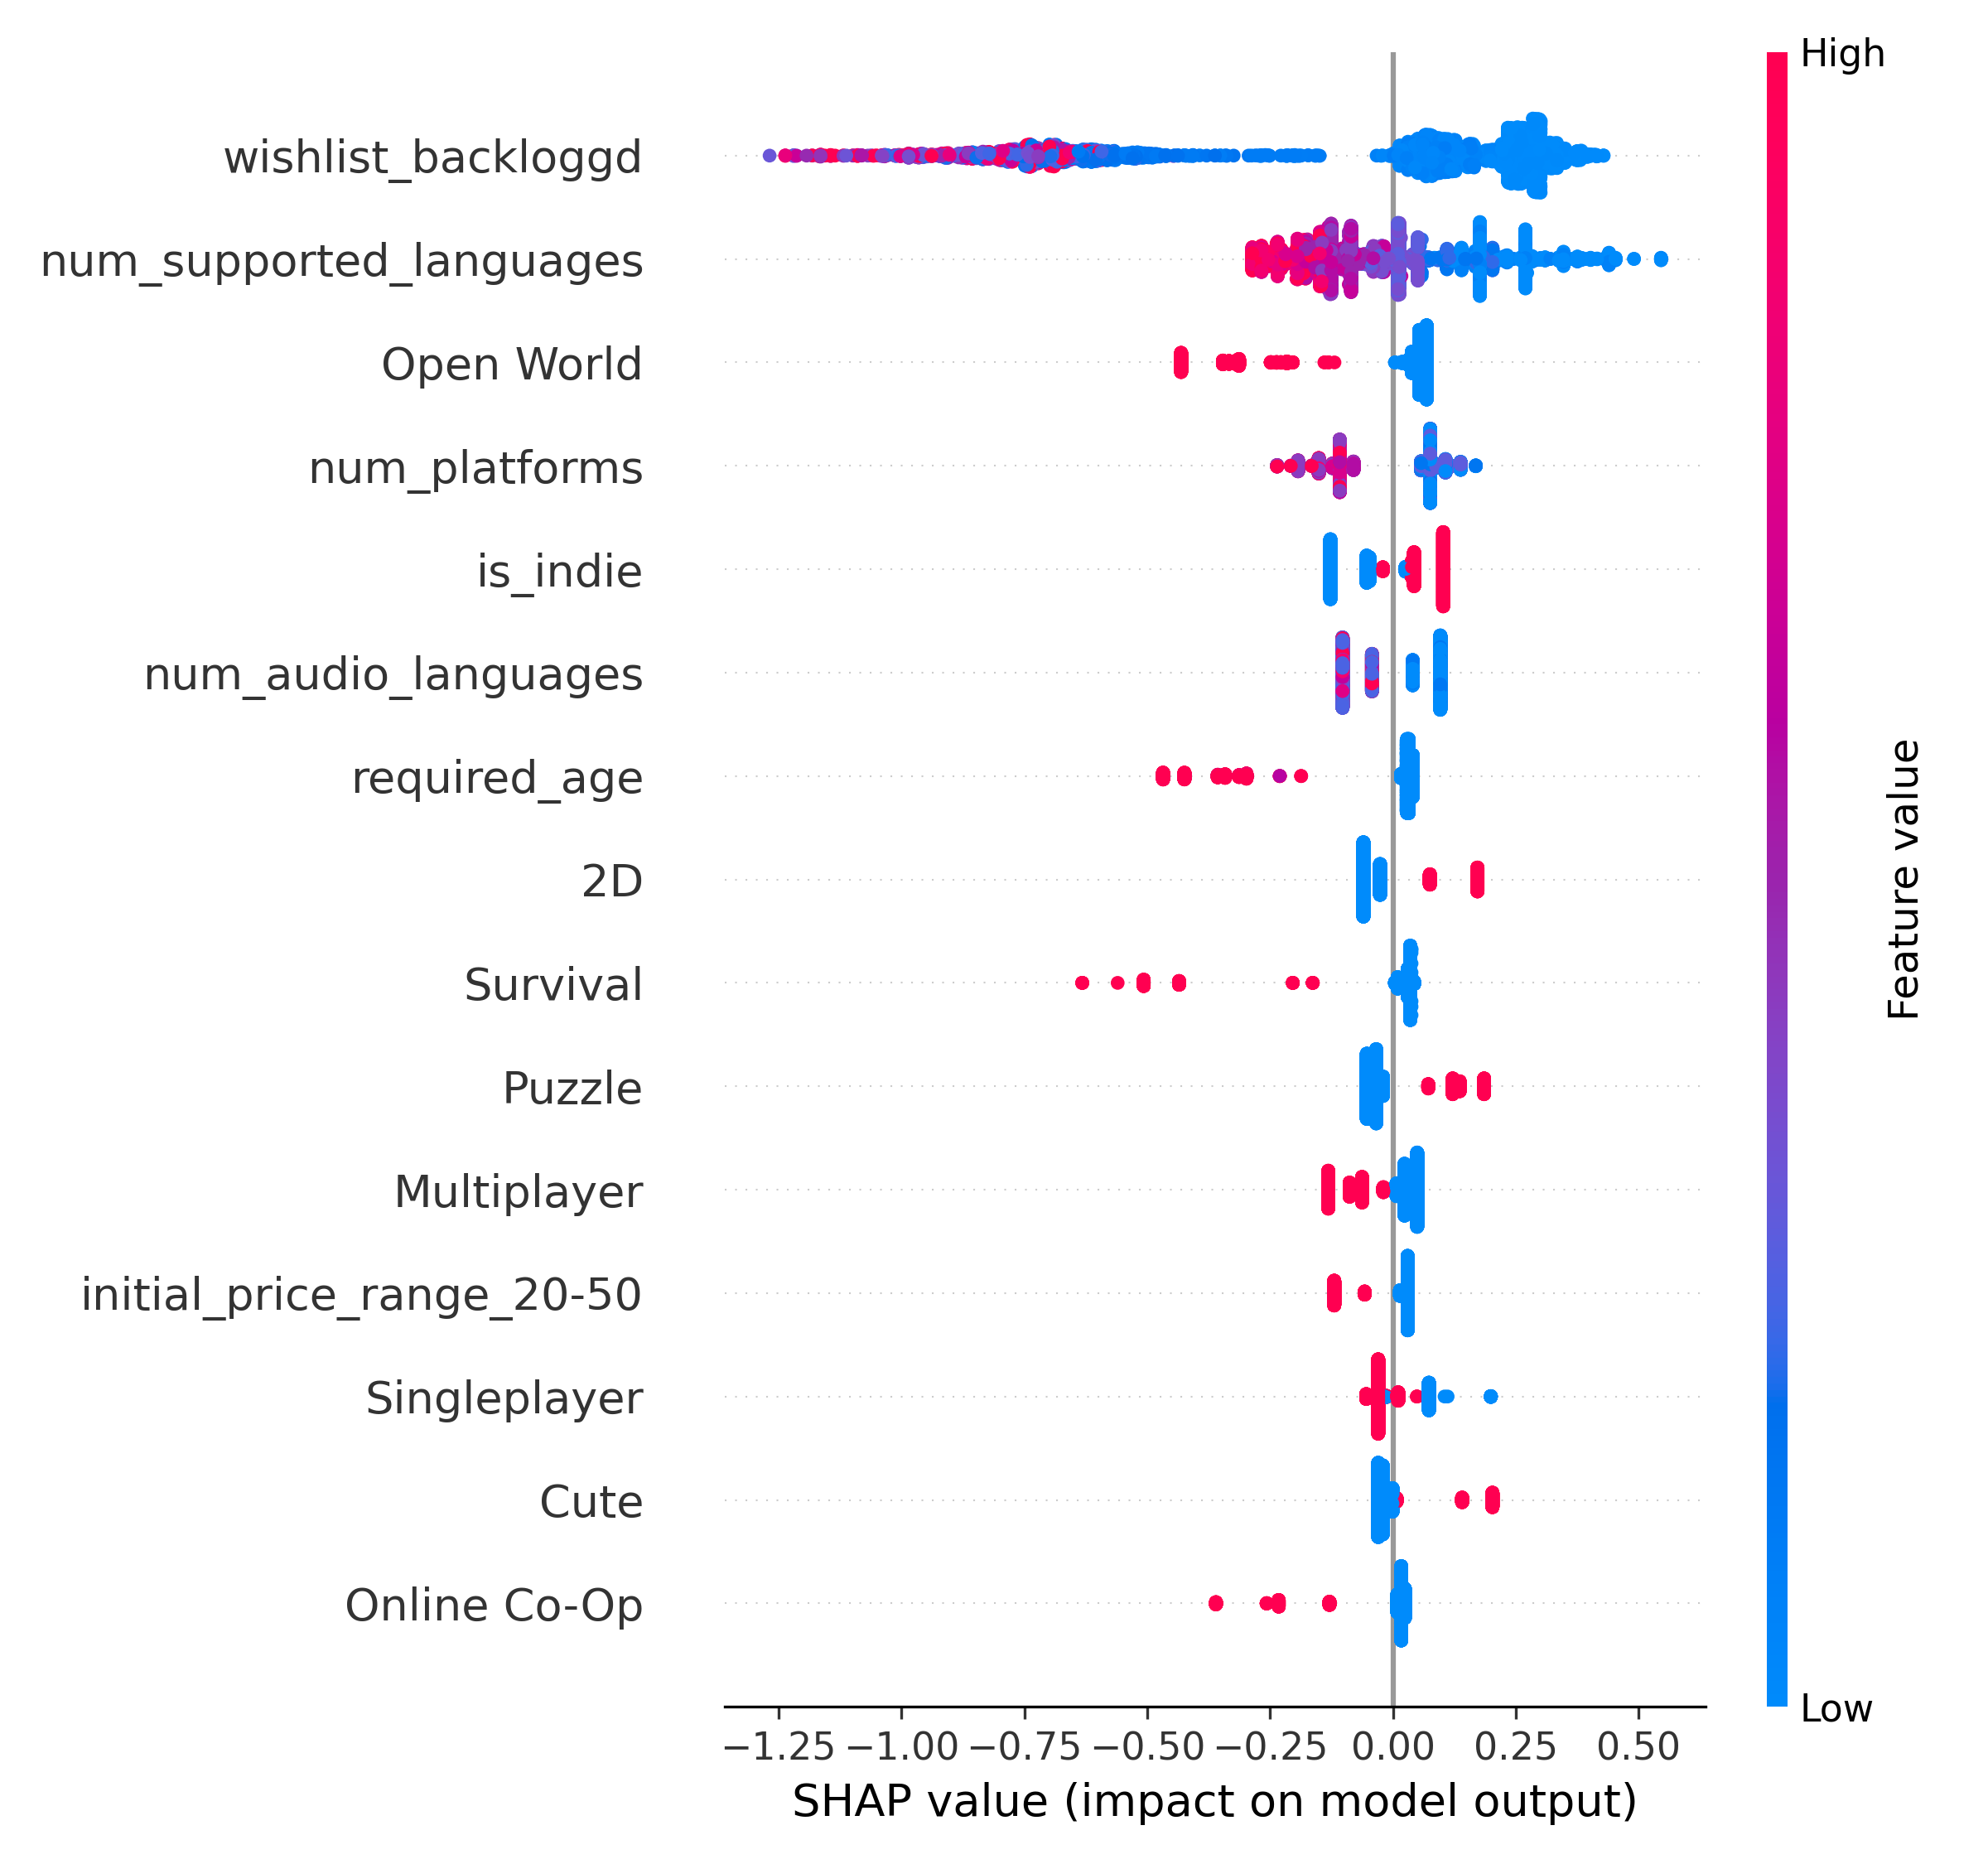 High
wishlist_backloggd
num_supported_languages
Open World
num_platforms
is_indie
num_audio_languages
required_age
2D
Survival
Puzzle
Multiplayer
initial_price_range_20-50
Singleplayer
Cute
Online Co-Op
Feature value
Low
−1.25 −1.00 −0.75 −0.50 −0.25 0.00 0.25 0.50
SHAP value (impact on model output)